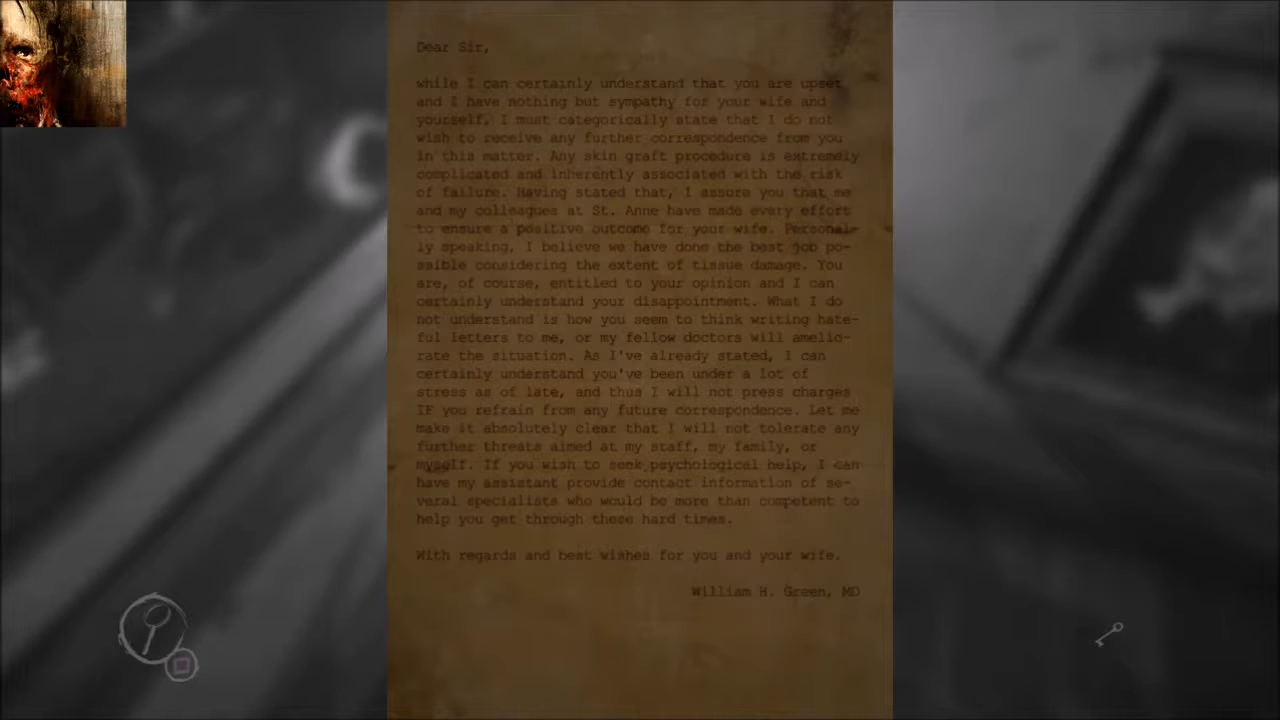 Dear Sir,
while I can certainly understand that you are upset
and I have nothing but sympathy for your wife and
yourself, I must categorically state that I do not
wish to receive any further correspondence from you
in this matter. Any skin graft procedure is extremely
complicated and inherently associated with the risk
of failure. Having stated that, I assure you that me
and my colleagues at St. Anne have made every effort
to ensure a positive outcome for your wife. Personal-
ly speaking, I believe we have done the best job po-
ssible considering the extent of tissue damage. You
are, of course, entitled to your opinion and I can
certainly understand your disappointment. What I do
not understand is how you seem to think writing hate-
ful letters to me, or my fellow doctors will amelio-
rate the situation. As I've already stated, I can
certainly understand you've been under a lot of
stress as of late, and thus I will not press charges
IF you refrain from any future correspondence. Let me
make it absolutely clear that I will not tolerate any
further threats aimed at my staff, my family, or
myself. If you wish to seek psychological help, I can
have my assistant provide contact information of se-
veral specialists who would be more than competent to
help you get through these hard times.
With regards and best wishes for you and your wife.
William H. Green, MD